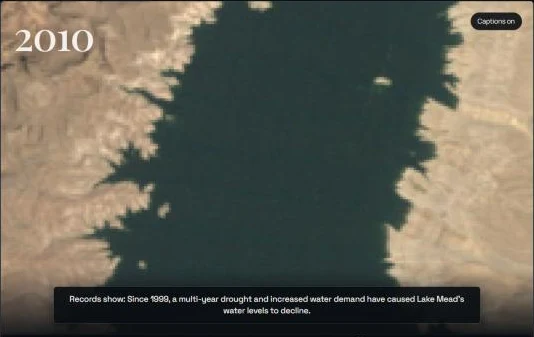 2010
Captions on
Records show: Since 1999, a multi-year drought and increased water demand have caused Lake Mead's
water levels to decline.